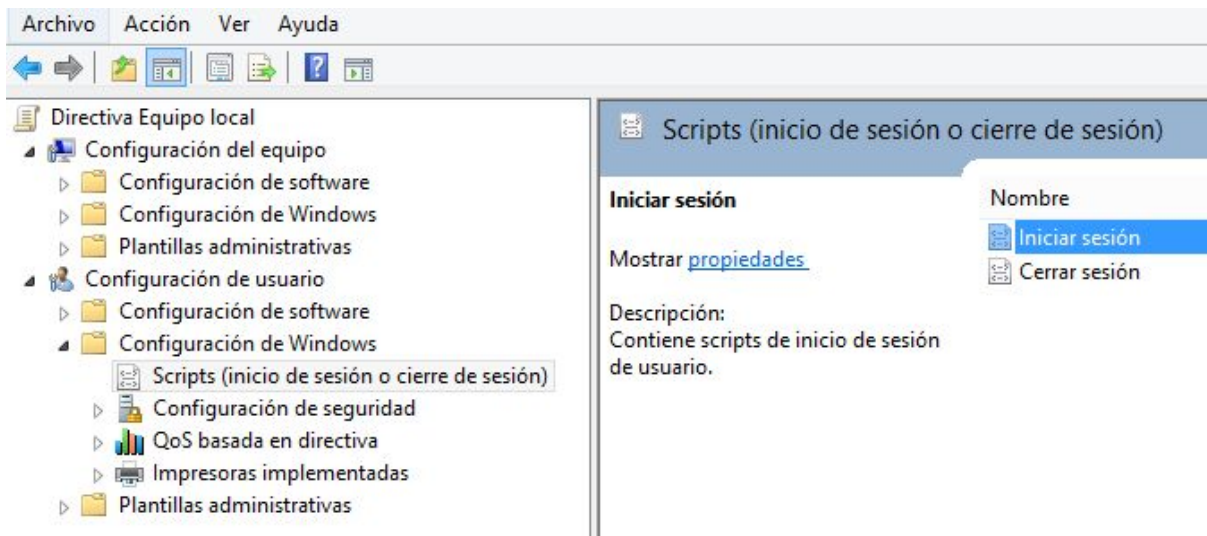 Archivo Acción Ver Ayuda
Directiva Equipo local
Configuración del equipo
Configuración de software
Configuración de Windows
Plantillas administrativas
Configuración de usuario
Configuración de software
Configuración de Windows
Scripts (inicio de sesión o cierre de sesión)
Configuración de seguridad
QoS basada en directiva
Impresoras implementadas
Plantillas administrativas
Scripts (inicio de sesión o cierre de sesión)
Iniciar sesión
Mostrar propiedades
Descripción:
Contiene scripts de inicio de sesión
de usuario.
Nombre
Iniciar sesión
Cerrar sesión